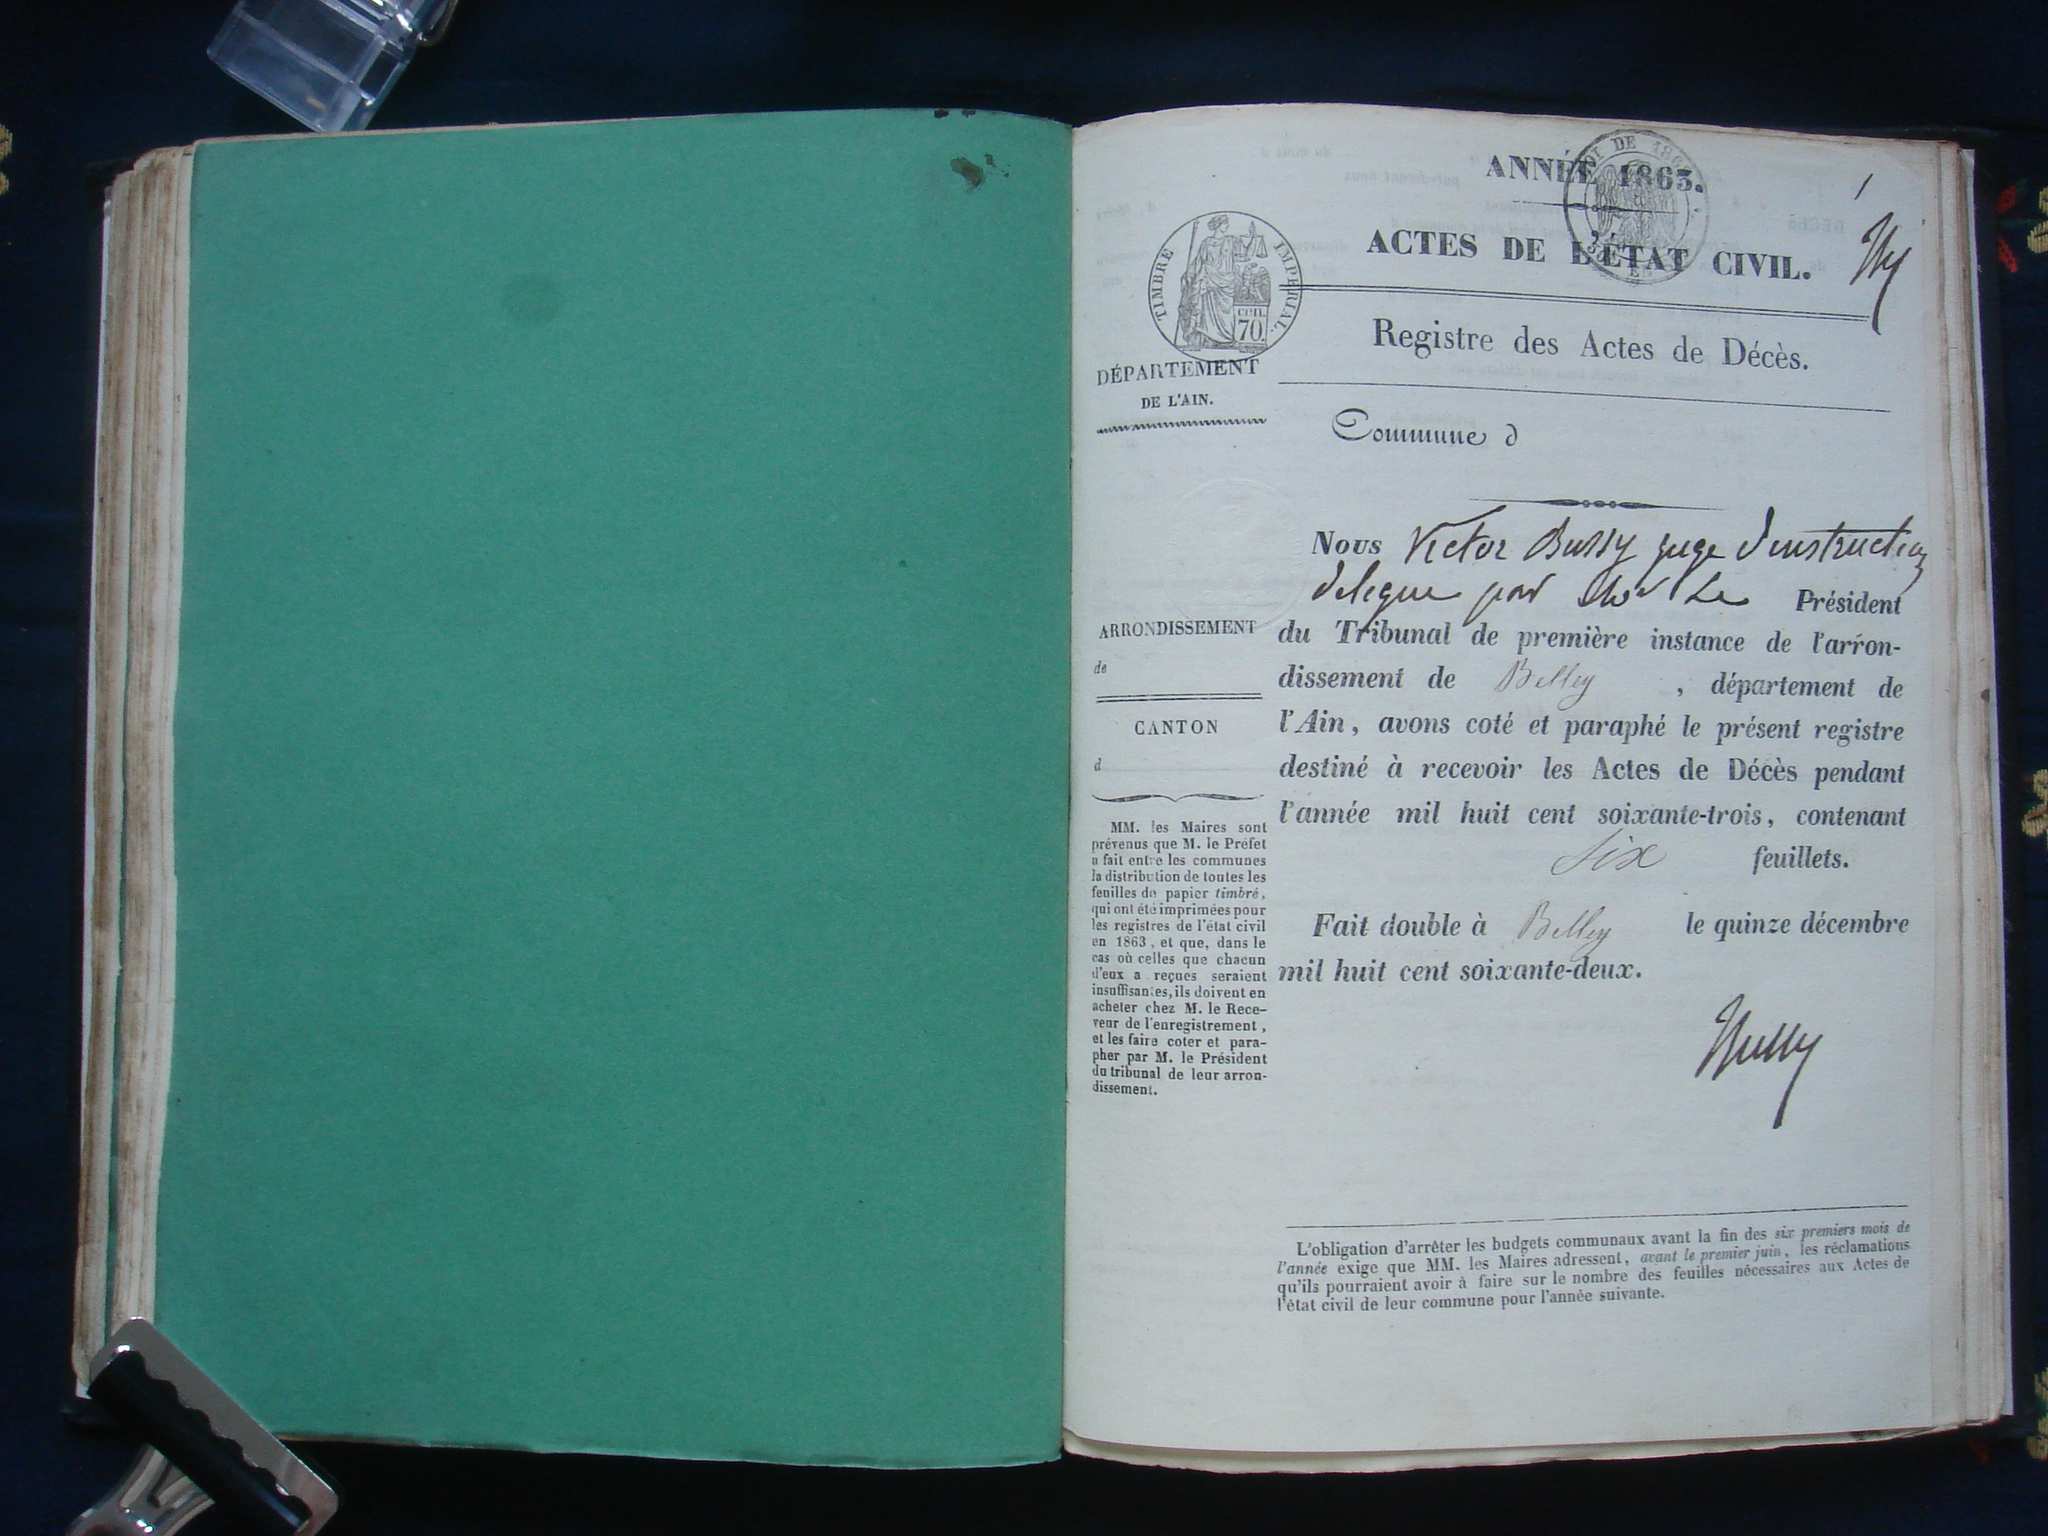 ANNÉE 1863.
LOI DE 1862
1
ACTES DE L'ÉTAT CIVIL.
TIMBRE IMPÉRIAL.
CENT. 70.
Registre des Actes de Décès.
DÉPARTEMENT
DE L'AIN.
Commune d
Nous Victor Bussy juge d'instruction
delegue par Mr Le Président
du Tribunal de première instance de l'arron-
dissement de Belley , département de
l'Ain, avons coté et paraphé le présent registre
destiné à recevoir les Actes de Décès pendant
l'année mil huit cent soixante-trois, contenant
six feuillets.
Fait double à Belley le quinze décembre
mil huit cent soixante-deux.
Bussy
ARRONDISSEMENT
de
CANTON
d
MM. les Maires sont
prévenus que M. le Préfet
a fait entre les communes
la distribution de toutes les
feuilles de papier timbré,
qui ont été imprimées pour
les registres de l'état civil
en 1863, et que, dans le
cas où celles que chacun
d'eux a reçues seraient
insuffisantes, ils doivent en
acheter chez M. le Rece-
veur de l'enregistrement,
et les faire coter et para-
pher par M. le Président
du tribunal de leur arron-
dissement.
L'obligation d'arrêter les budgets communaux avant la fin des six premiers mois de
l'année exige que MM. les Maires adressent, avant le premier juin, les réclamations
qu'ils pourraient avoir à faire sur le nombre des feuilles nécessaires aux Actes de
l'état civil de leur commune pour l'année suivante.